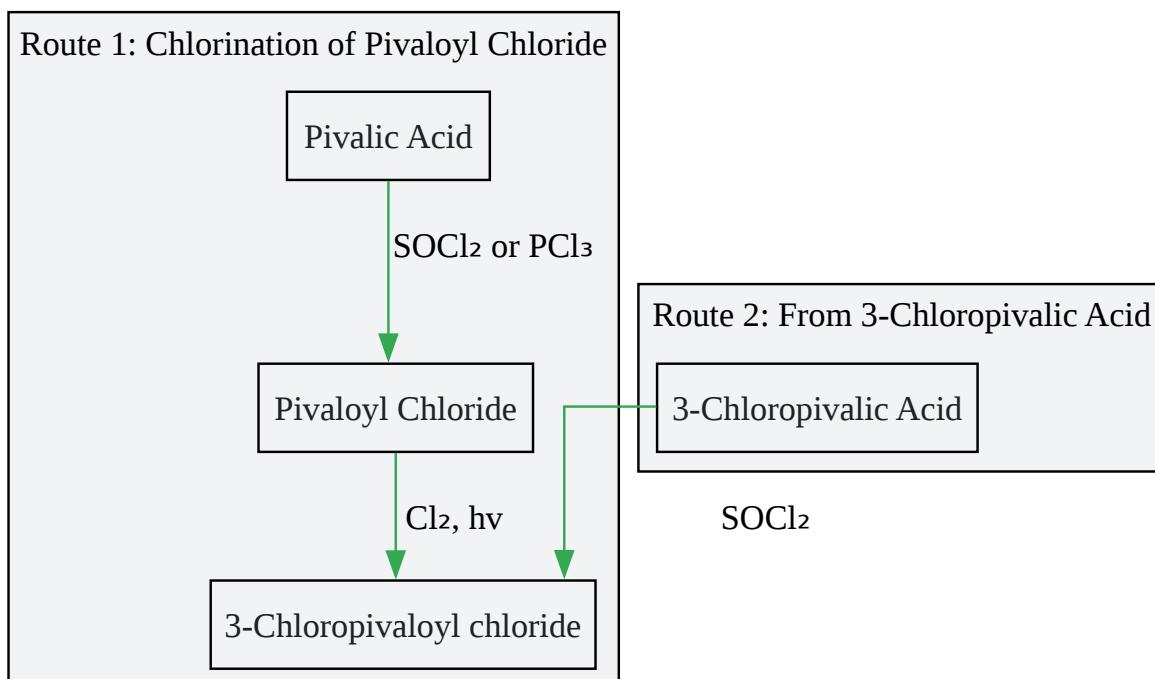 Route 1: Chlorination of Pivaloyl Chloride
Pivalic Acid
SOCl₂ or PCl₃
Pivaloyl Chloride
Cl₂, hv
3-Chloropivaloyl chloride
Route 2: From 3-Chloropivalic Acid
3-Chloropivalic Acid
SOCl₂